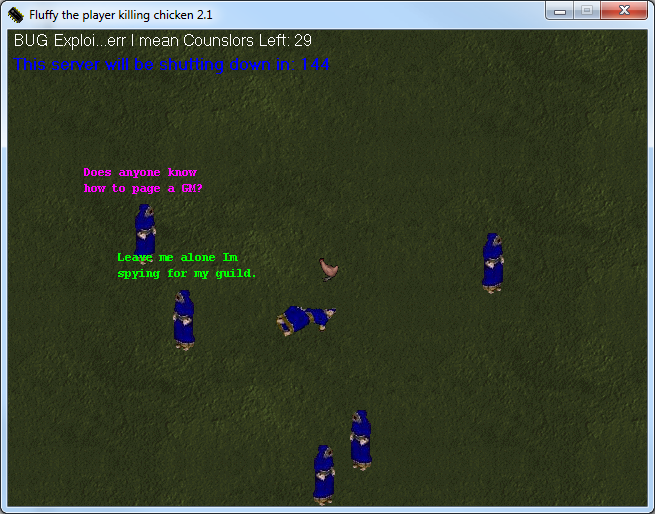 Fluffy the player killing chicken 2.1
BUG Exploi...err I mean Counslors Left: 29
This server will be shutting down in: 144
Does anyone know
how to page a GM?
Leave me alone Im
spying for my guild.